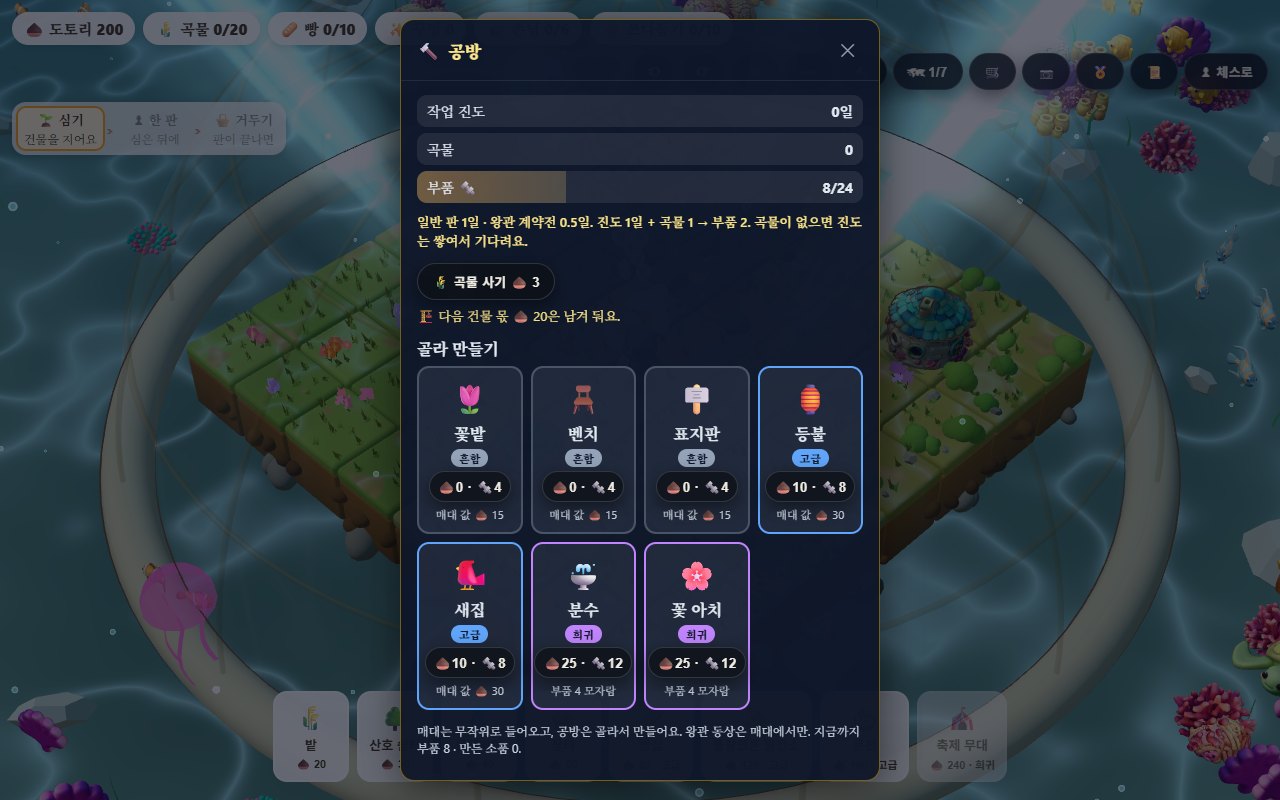 도토리 200
곡물 0/20
빵 0/10
1/7
체스로
심기
건물을 지어요
한 판
심은 뒤에
거두기
판이 끝나면
공방
작업 진도 0일
곡물 0
부품 8/24
일반 판 1일 · 왕관 계약전 0.5일. 진도 1일 + 곡물 1 → 부품 2. 곡물이 없으면 진도
는 쌓여서 기다려요.
곡물 사기 3
다음 건물 몫 20은 남겨 둬요.
골라 만들기
꽃밭
흔함
0 · 4
매대 값 15
벤치
흔함
0 · 4
매대 값 15
표지판
흔함
0 · 4
매대 값 15
등불
고급
10 · 8
매대 값 30
새집
고급
10 · 8
매대 값 30
분수
희귀
25 · 12
부품 4 모자람
꽃 아치
희귀
25 · 12
부품 4 모자람
매대는 무작위로 들어오고, 공방은 골라서 만들어요. 왕관 동상은 매대에서만. 지금까지
부품 8 · 만든 소품 0.
밭
20
산호
고급
축제 무대
240 · 희귀